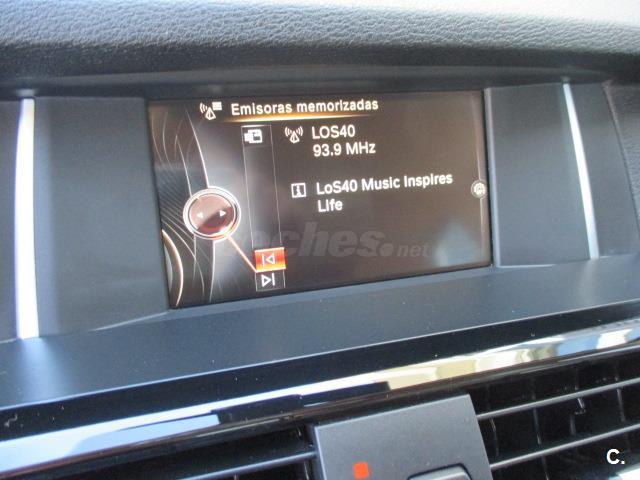 Emisoras memorizadas
LOS40
93.9 MHz
LoS40 Music Inspires
Life
coches.net
C.